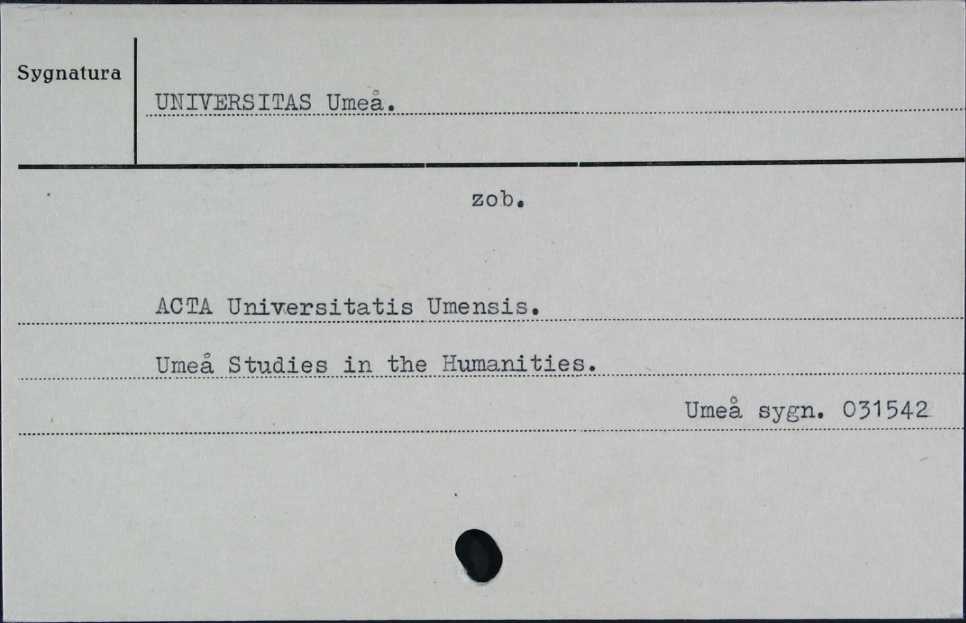 Sygnatura
UNIVERSITAS Umeå.
zob.
ACTA Universitatis Umensis.
Umeå Studies in the Humanities.
Umeå sygn. 031542